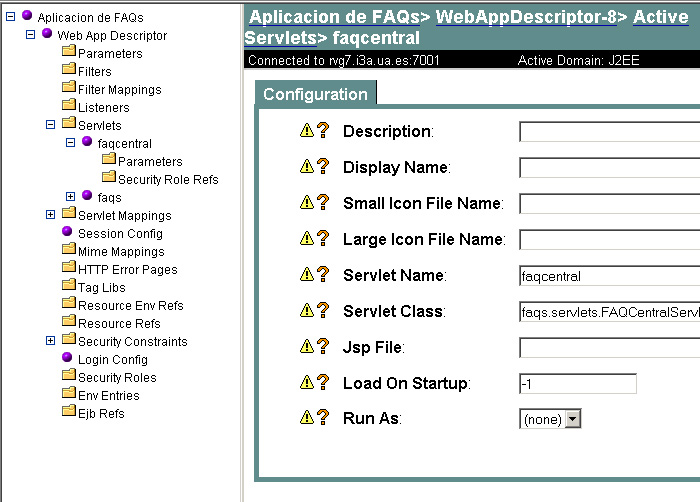 Aplicacion de FAQs
Web App Descriptor
Parameters
Filters
Filter Mappings
Listeners
Servlets
faqcentral
Parameters
Security Role Refs
faqs
Servlet Mappings
Session Config
Mime Mappings
HTTP Error Pages
Tag Libs
Resource Env Refs
Resource Refs
Security Constraints
Login Config
Security Roles
Env Entries
Ejb Refs
Aplicacion de FAQs> WebAppDescriptor-8> Active
Servlets> faqcentral
Connected to rvg7.i3a.ua.es:7001 Active Domain: J2EE
Configuration
Description:
Display Name:
Small Icon File Name:
Large Icon File Name:
Servlet Name: faqcentral
Servlet Class: faqs.servlets.FAQCentralServl
Jsp File:
Load On Startup: -1
Run As: (none)